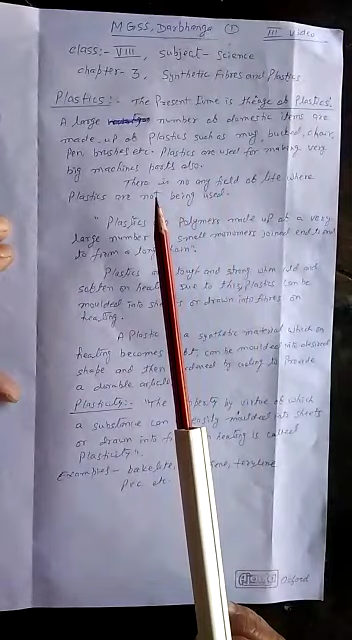 MGSS, Darbhanga ① III Video
class:- VIII, Subject- Science
chapter- 3, Synthetic Fibres and Plastics
Plastics:- The Present time is the age of Plastics.
A large number of domestic items are
made up of Plastics such as mug, bucket, chair,
Pen brushes etc. Plastics are used for making very
big machines parts also.
There is no any field of life where
Plastics are not being used.
" Plastics Polymers made up of a very
large number small monomers joined end to end
to from a long chain".
Plastics tough and strong when cold and
soften on heating due to this, Plastics can be
moulded into or drawn into fibres on
heating.
A Plastic a synthetic material which on
heating becomes can be moulded into desired
shape and then by cooling to Provide
a durable article
Plasticity:- "The by virtue of which
a substance can easily moulded into sheets
or drawn into heating is called
Plasticity".
Examples- bakelite, terylene
PVC etc.
Oxford